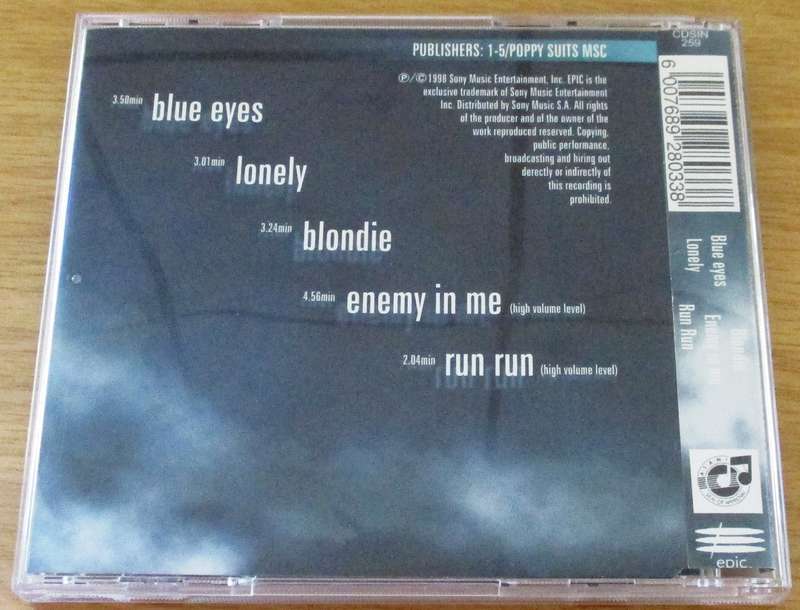 PUBLISHERS: 1-5/POPPY SUITS MSC
℗/©1998 Sony Music Entertainment, Inc. EPIC is the
exclusive trademark of Sony Music Entertainment
Inc. Distributed by Sony Music S.A. All rights
of the producer and of the owner of the
work reproduced reserved. Copying,
public performance,
broadcasting and hiring out
derectly or indirectly of
this recording is
prohibited.
3.50min blue eyes
3.01min lonely
3.24min blondie
4.56min enemy in me (high volume level)
2.04min run run (high volume level)
CDSIN
259
6 007689 280338
Blue eyes
Lonely
Blondie
Enemy in me
Run Run
epic